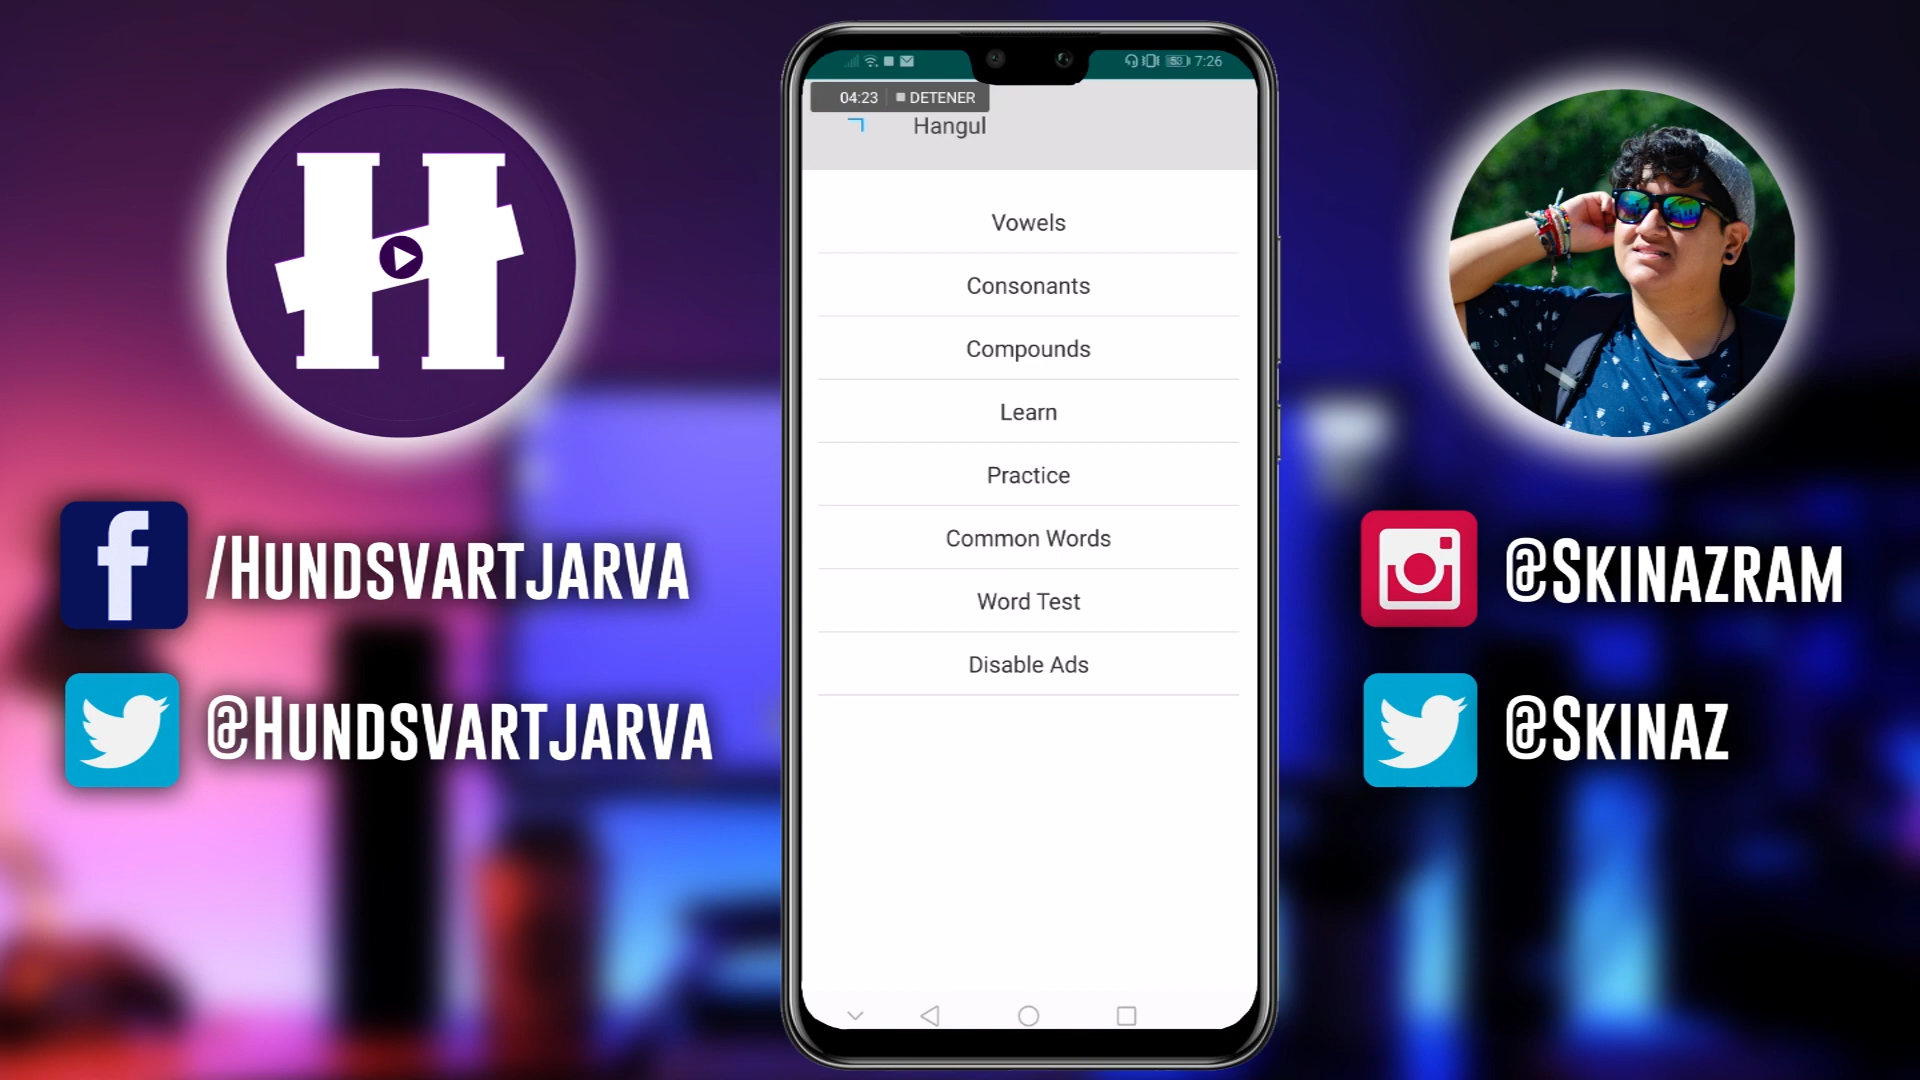 H
f
/HUNDSVARTJARVA
@HUNDSVARTJARVA
53 7:26
04:23 DETENER
Hangul
Vowels
Consonants
Compounds
Learn
Practice
Common Words
Word Test
Disable Ads
@SKINAZRAM
@SKINAZ